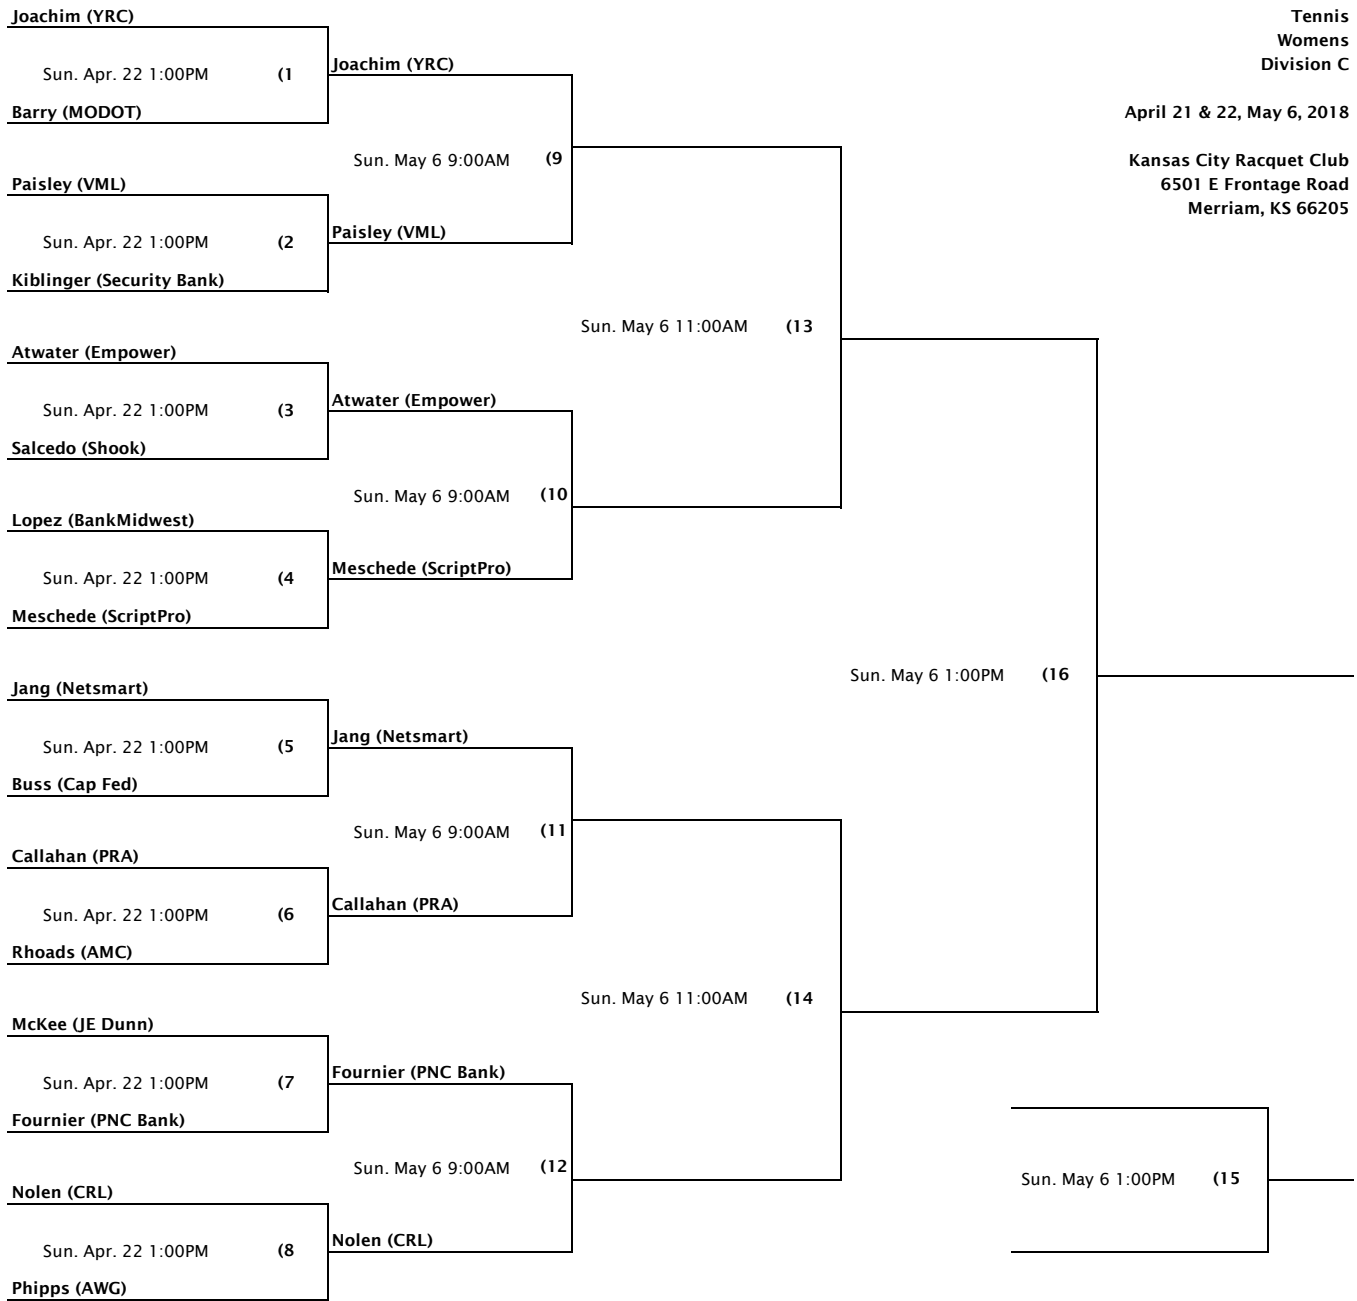 Joachim (YRC)
Tennis
Womens
Division C
April 21 & 22, May 6, 2018
Kansas City Racquet Club
6501 E Frontage Road
Merriam, KS 66205
Sun. Apr. 22 1:00PM (1
Barry (MODOT)
Joachim (YRC)
Sun. May 6 9:00AM (9
Paisley (VML)
Paisley (VML)
Sun. Apr. 22 1:00PM (2
Kiblinger (Security Bank)
Sun. May 6 11:00AM (13
Atwater (Empower)
Sun. Apr. 22 1:00PM (3
Salcedo (Shook)
Atwater (Empower)
Sun. May 6 9:00AM (10
Meschede (ScriptPro)
Lopez (BankMidwest)
Sun. Apr. 22 1:00PM (4
Meschede (ScriptPro)
Sun. May 6 1:00PM (16
Jang (Netsmart)
Sun. Apr. 22 1:00PM (5
Buss (Cap Fed)
Jang (Netsmart)
Sun. May 6 9:00AM (11
Callahan (PRA)
Callahan (PRA)
Sun. Apr. 22 1:00PM (6
Rhoads (AMC)
Sun. May 6 11:00AM (14
McKee (JE Dunn)
Sun. Apr. 22 1:00PM (7
Fournier (PNC Bank)
Fournier (PNC Bank)
Sun. May 6 9:00AM (12
Nolen (CRL)
Nolen (CRL)
Sun. Apr. 22 1:00PM (8
Phipps (AWG)
Sun. May 6 1:00PM (15